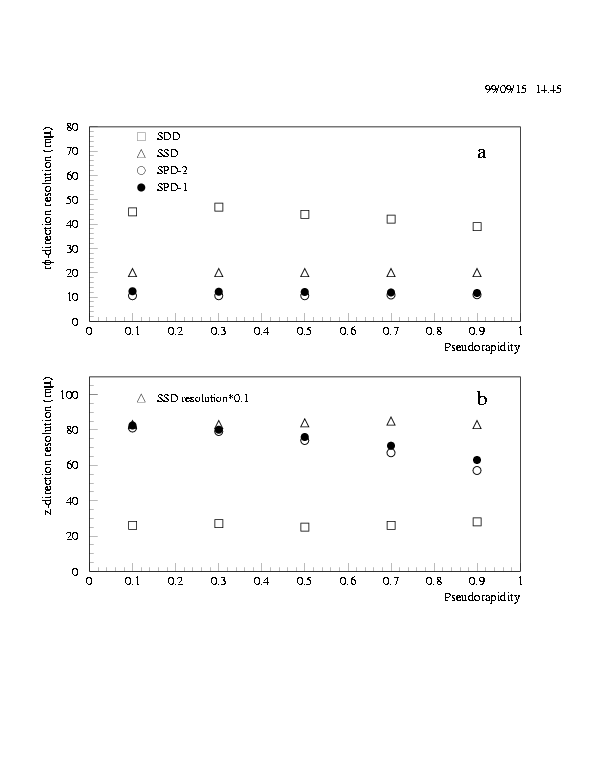 99/09/15 14.45
rϕ-direction resolution (mµ)
80
70
60
50
40
30
20
10
0
SDD
SSD
SPD-2
SPD-1
a
0 0.1 0.2 0.3 0.4 0.5 0.6 0.7 0.8 0.9 1
Pseudorapidity
z-direction resolution (mµ)
100
80
60
40
20
0
SSD resolution*0.1
b
0 0.1 0.2 0.3 0.4 0.5 0.6 0.7 0.8 0.9 1
Pseudorapidity